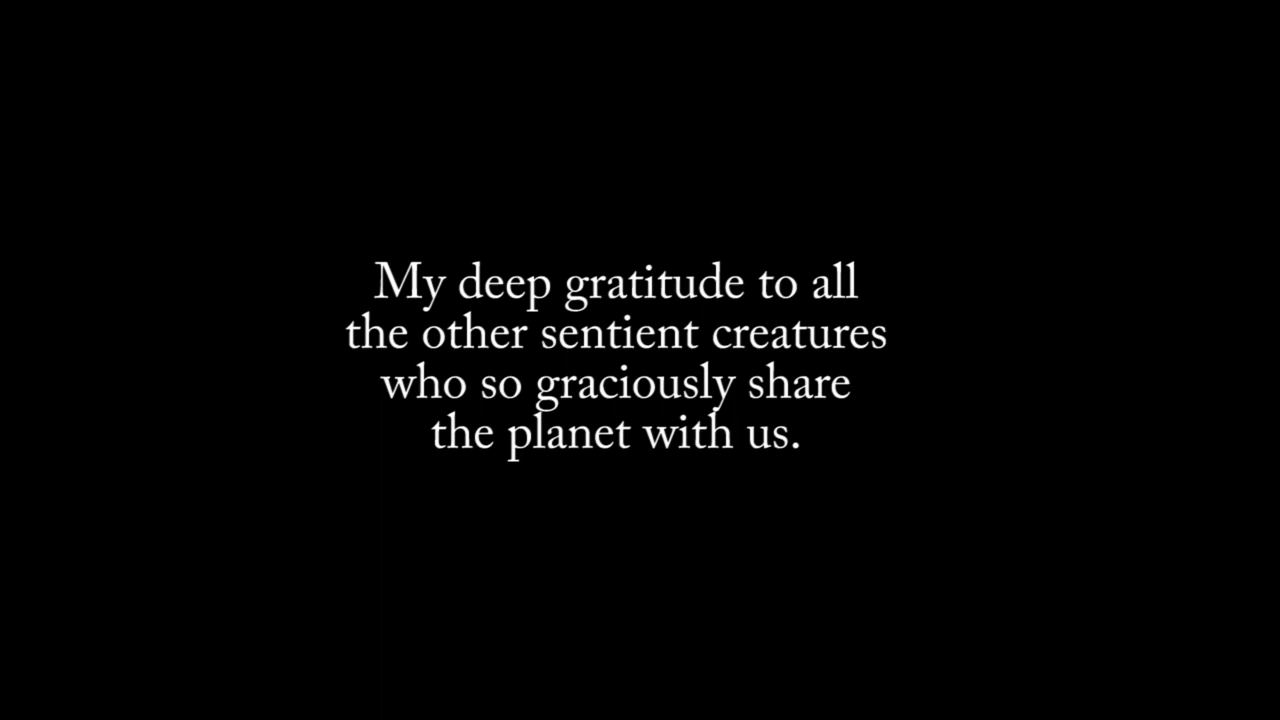 My deep gratitude to all
the other sentient creatures
who so graciously share
the planet with us.